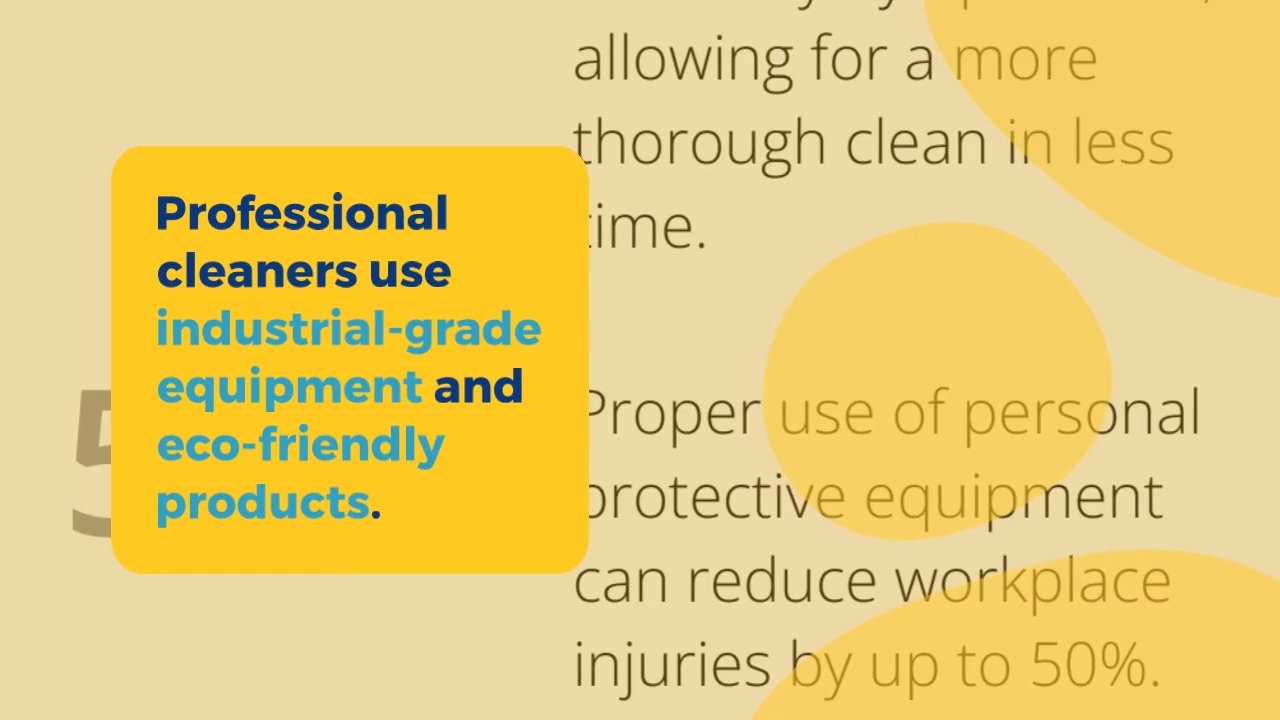 allowing for a more
thorough clean in less
time.
Professional
cleaners use
industrial-grade
equipment and
eco-friendly
products.
5
Proper use of personal
protective equipment
can reduce workplace
injuries by up to 50%.